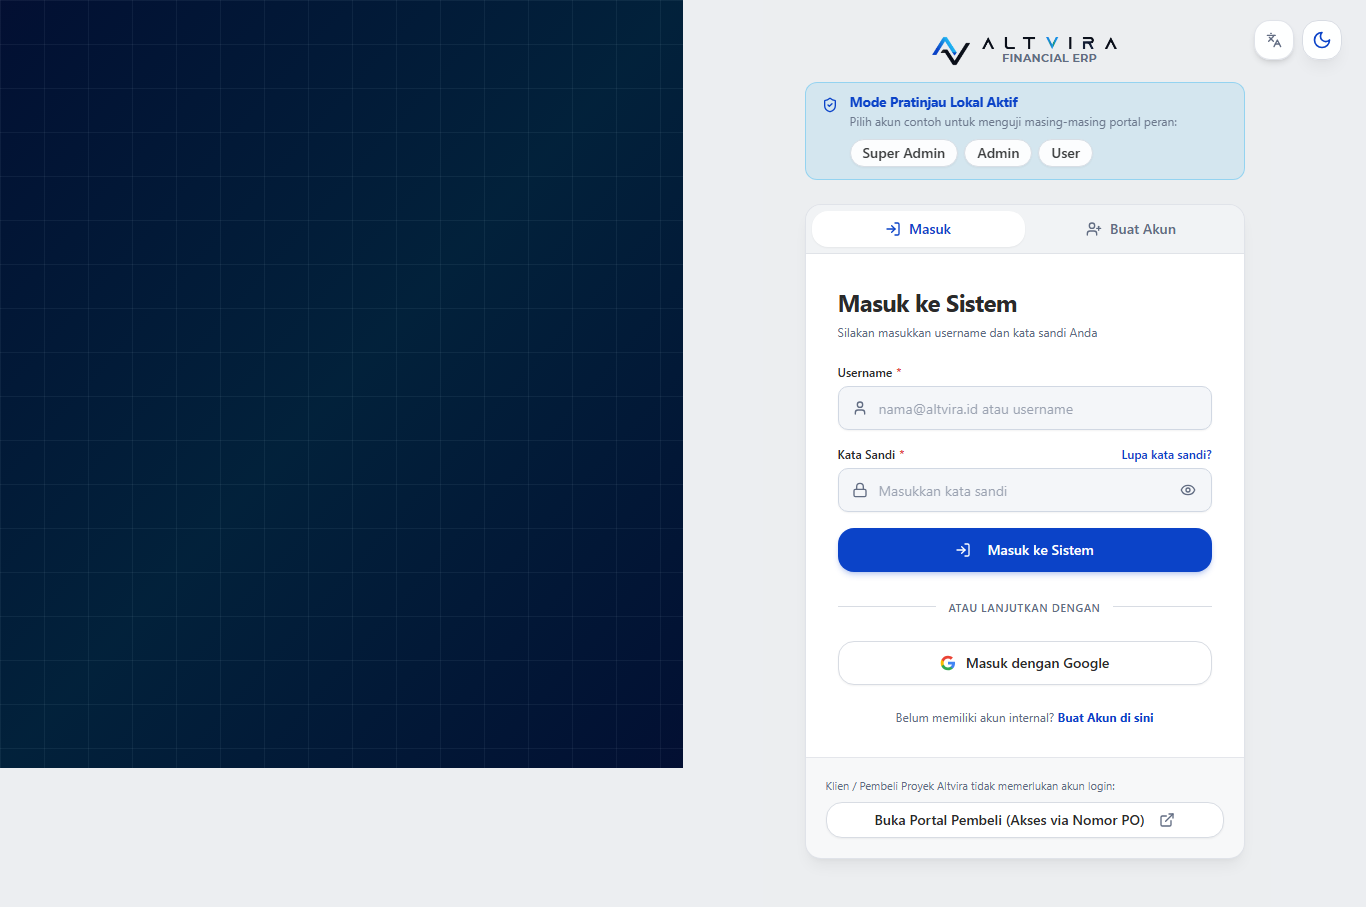 ALTVIRA
FINANCIAL ERP
Mode Pratinjau Lokal Aktif
Pilih akun contoh untuk menguji masing-masing portal peran:
Super Admin
Admin
User
Masuk
Buat Akun
Masuk ke Sistem
Silakan masukkan username dan kata sandi Anda
Username *
nama@altvira.id atau username
Kata Sandi *
Lupa kata sandi?
Masukkan kata sandi
Masuk ke Sistem
ATAU LANJUTKAN DENGAN
Masuk dengan Google
Belum memiliki akun internal? Buat Akun di sini
Klien / Pembeli Proyek Altvira tidak memerlukan akun login:
Buka Portal Pembeli (Akses via Nomor PO)